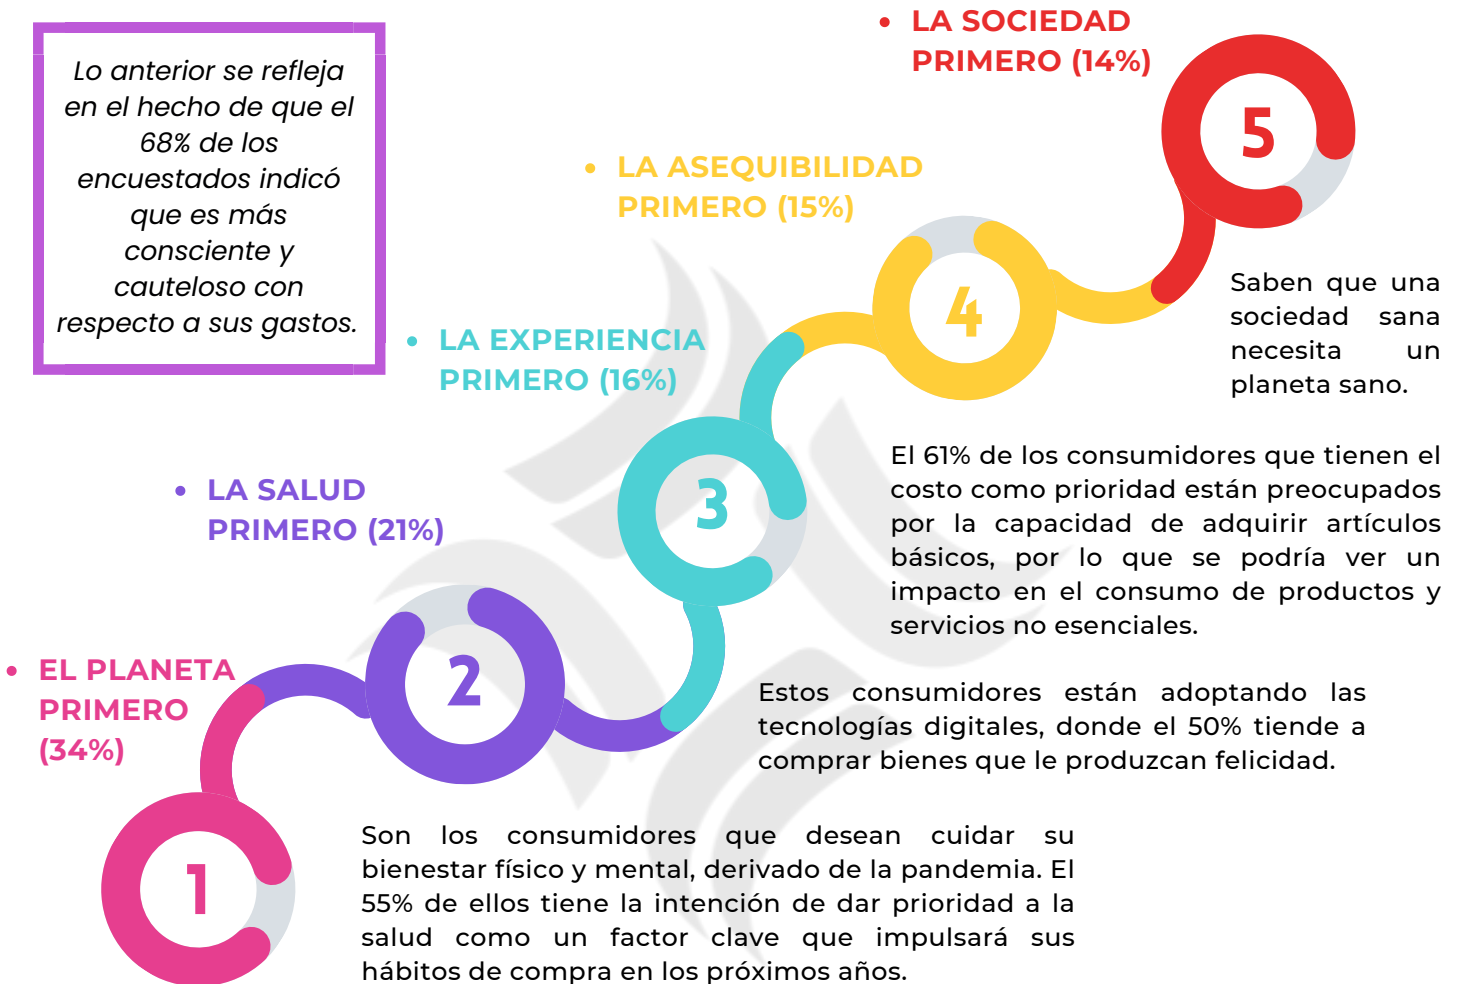 Lo anterior se refleja
en el hecho de que el
68% de los
encuestados indicó
que es más
consciente y
cauteloso con
respecto a sus gastos.
• LA SOCIEDAD
PRIMERO (14%)
5
Saben que una
sociedad sana
necesita un
planeta sano.
• LA ASEQUIBILIDAD
PRIMERO (15%)
4
El 61% de los consumidores que tienen el
costo como prioridad están preocupados
por la capacidad de adquirir artículos
básicos, por lo que se podría ver un
impacto en el consumo de productos y
servicios no esenciales.
• LA EXPERIENCIA
PRIMERO (16%)
3
Estos consumidores están adoptando las
tecnologías digitales, donde el 50% tiende a
comprar bienes que le produzcan felicidad.
• LA SALUD
PRIMERO (21%)
2
Son los consumidores que desean cuidar su
bienestar físico y mental, derivado de la pandemia. El
55% de ellos tiene la intención de dar prioridad a la
salud como un factor clave que impulsará sus
hábitos de compra en los próximos años.
• EL PLANETA
PRIMERO
(34%)
1